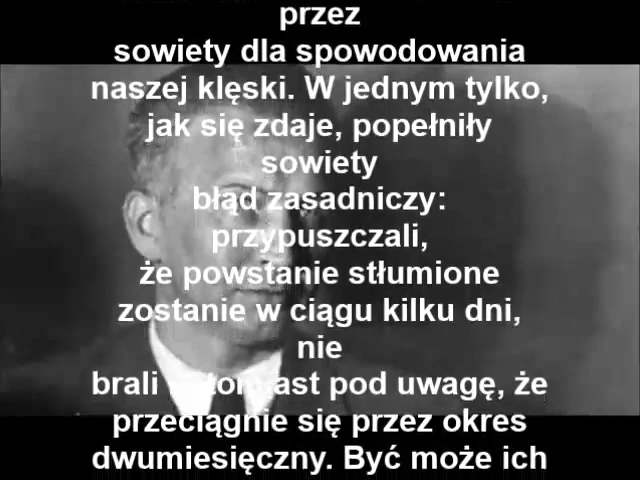 przez
sowiety dla spowodowania
naszej klęski. W jednym tylko,
jak się zdaje, popełniły
sowiety
błąd zasadniczy:
przypuszczali,
że powstanie stłumione
zostanie w ciągu kilku dni,
nie
brali natomiast pod uwagę, że
przeciągnie się przez okres
dwumiesięczny. Być może ich